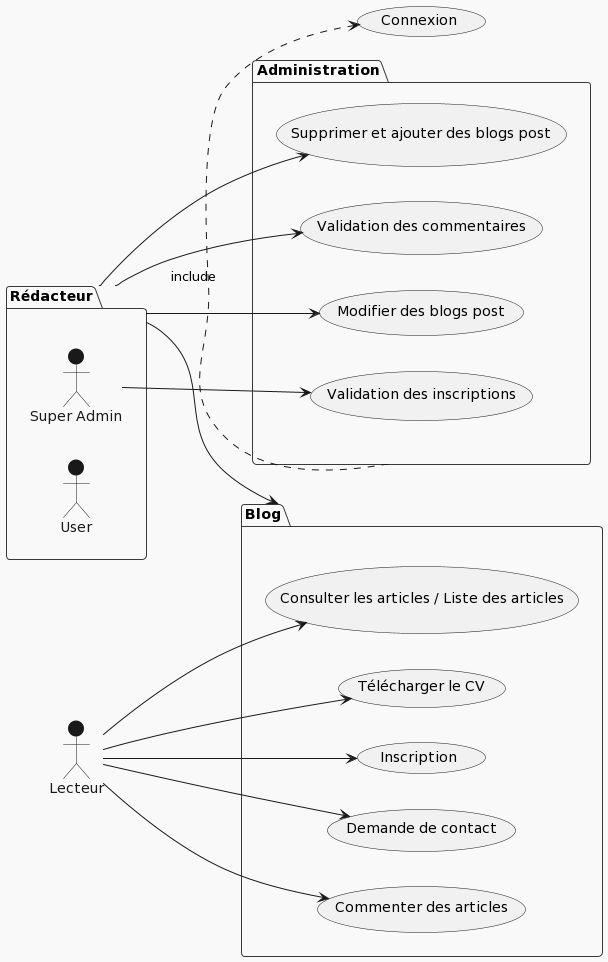 Connexion
Administration
Supprimer et ajouter des blogs post
Validation des commentaires
include
Rédacteur
Modifier des blogs post
Validation des inscriptions
Super Admin
User
Blog
Consulter les articles / Liste des articles
Télécharger le CV
Inscription
Lecteur
Demande de contact
Commenter des articles